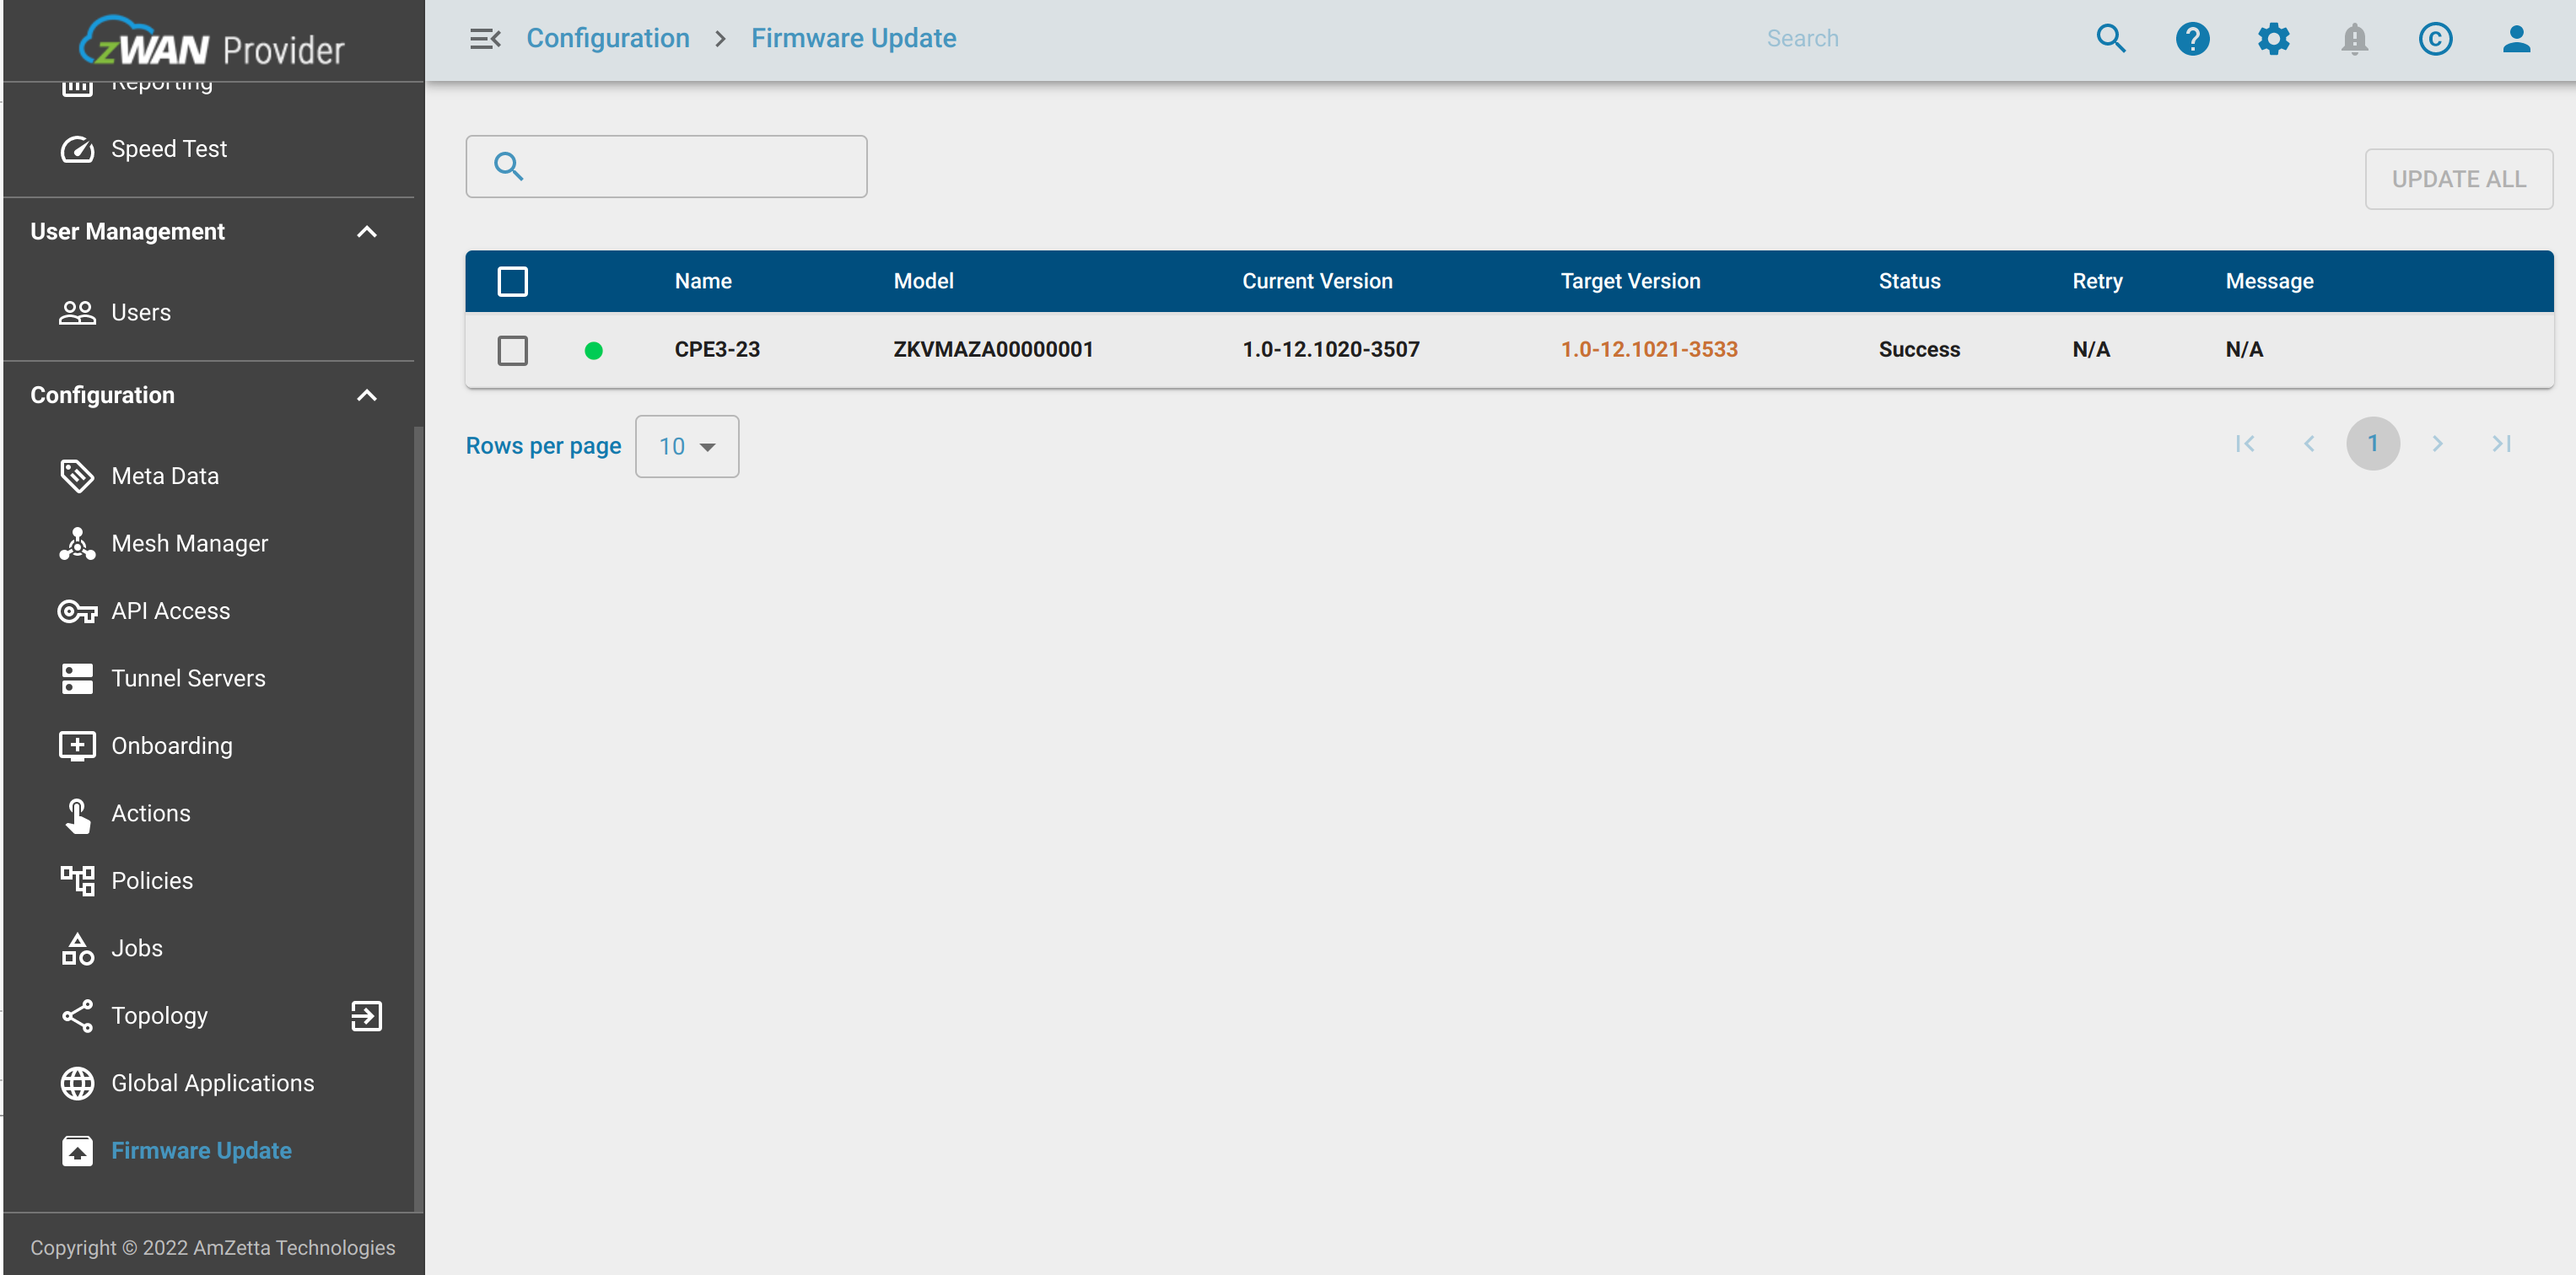 zWAN Provider
Reporting
Speed Test
User Management
Users
Configuration
Meta Data
Mesh Manager
API Access
Tunnel Servers
Onboarding
Actions
Policies
Jobs
Topology
Global Applications
Firmware Update
Copyright © 2022 AmZetta Technologies
Configuration > Firmware Update
Search
UPDATE ALL
Name Model Current Version Target Version Status Retry Message
CPE3-23 ZKVMAZA00000001 1.0-12.1020-3507 1.0-12.1021-3533 Success N/A N/A
Rows per page 10
1